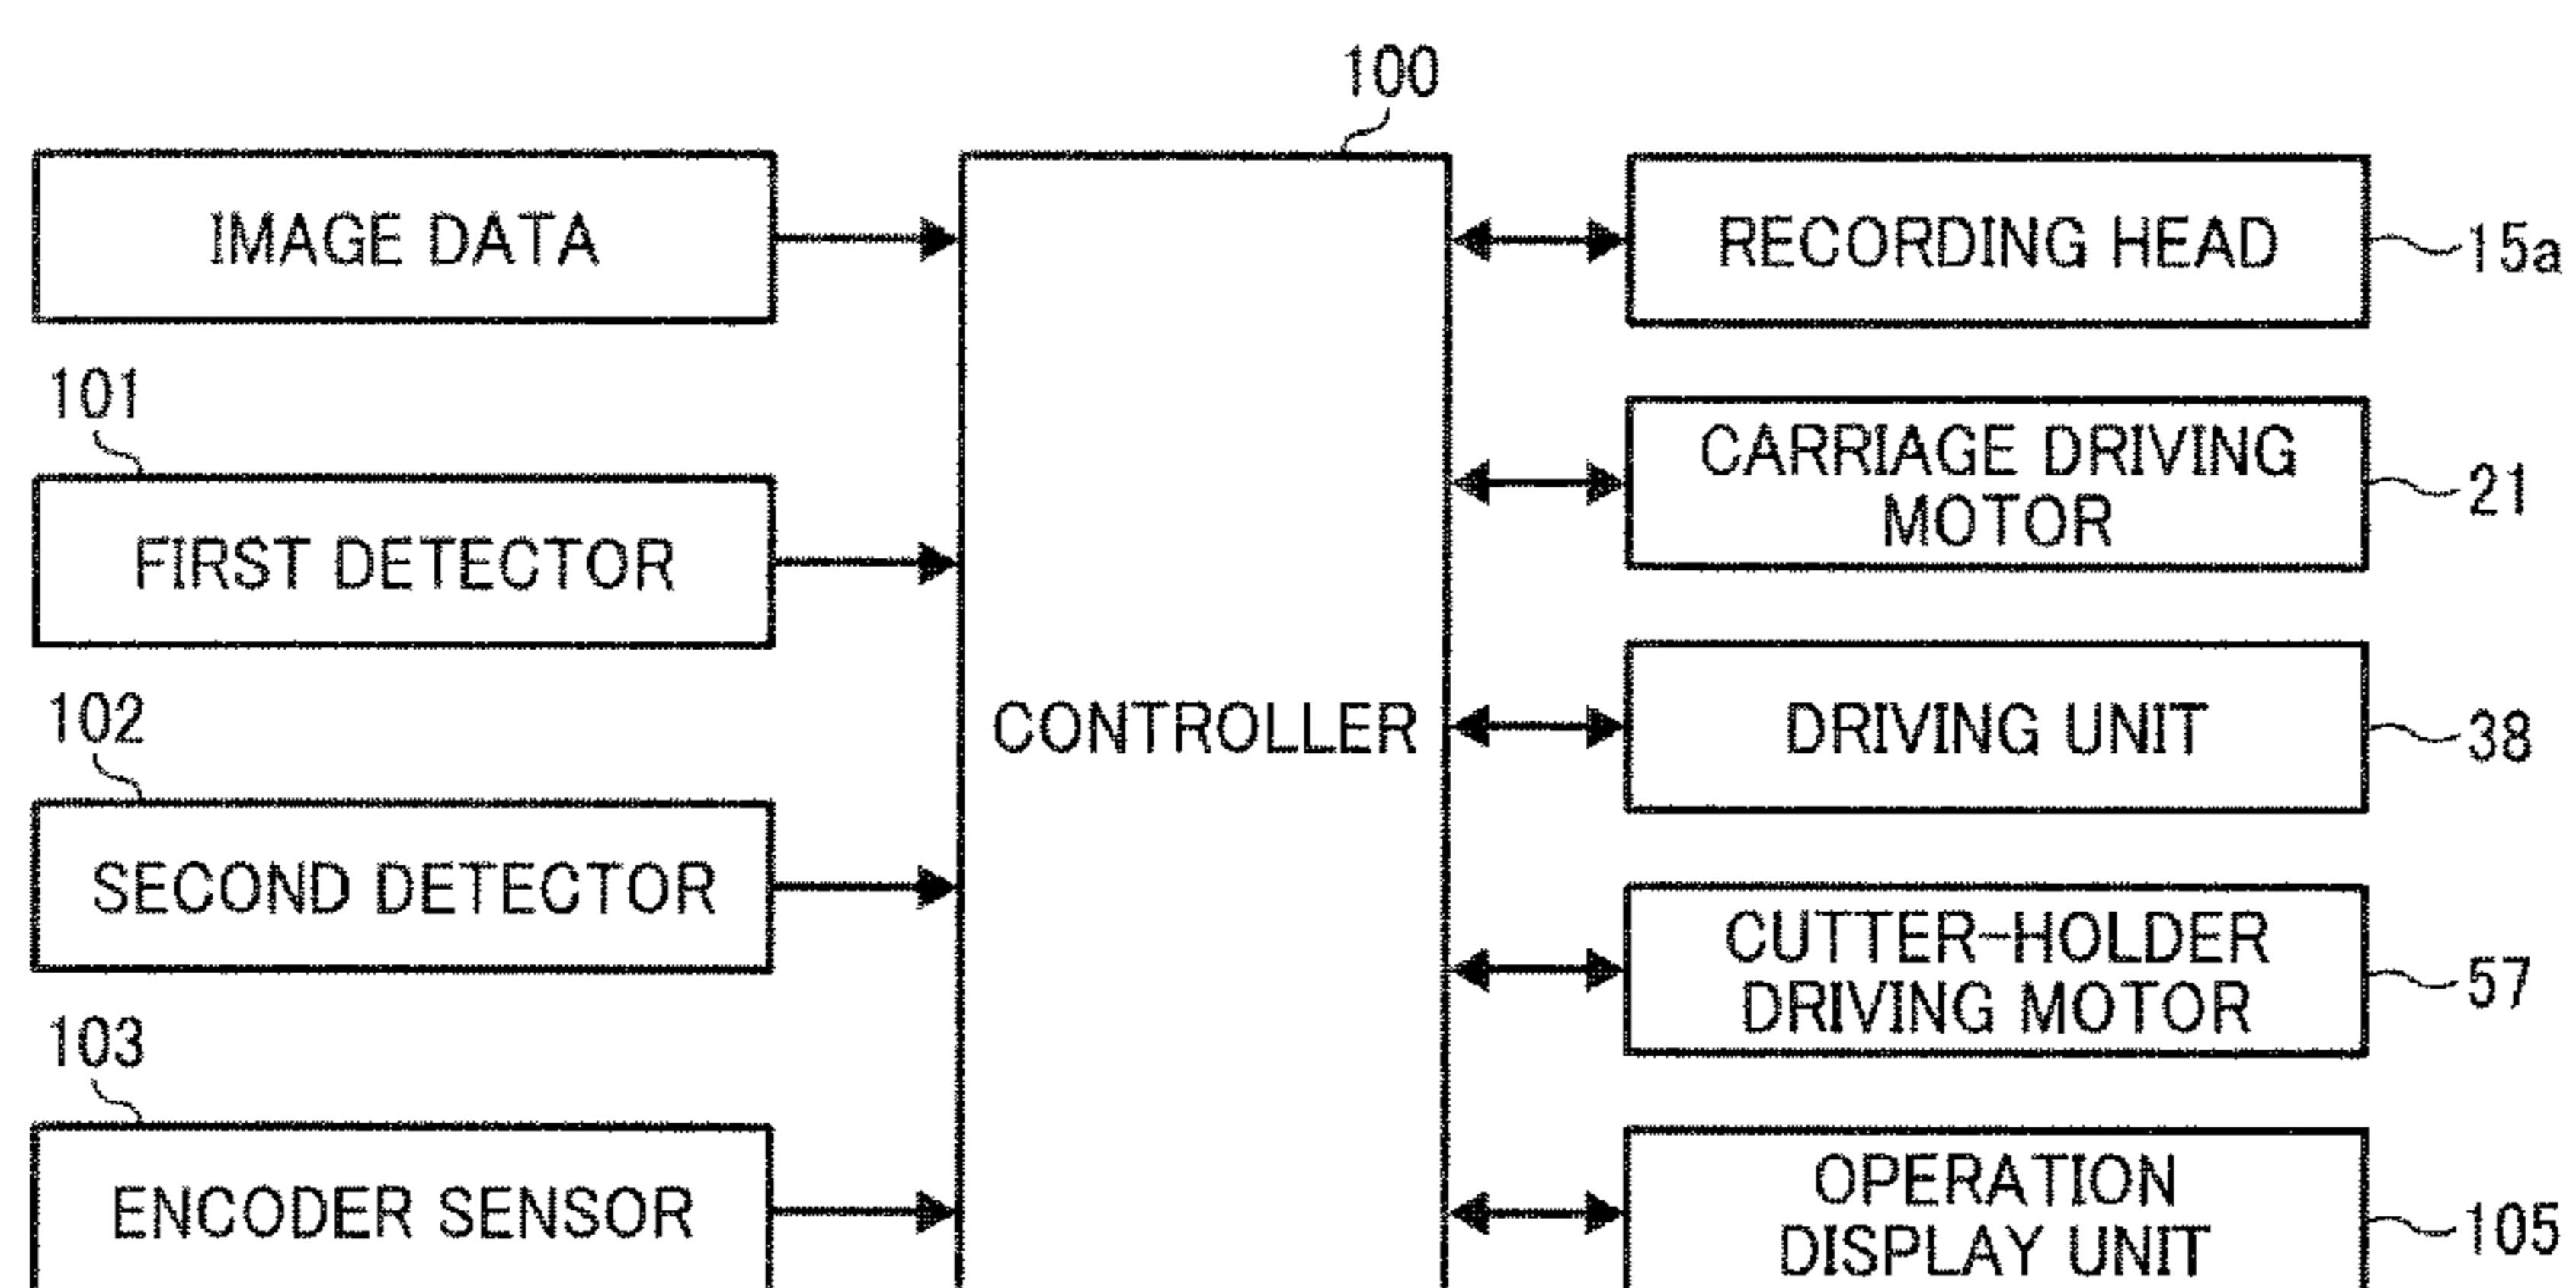 100
IMAGE DATA
101
FIRST DETECTOR
102
SECOND DETECTOR
103
ENCODER SENSOR
CONTROLLER
RECORDING HEAD
15a
CARRIAGE DRIVING
MOTOR
21
DRIVING UNIT
38
CUTTER-HOLDER
DRIVING MOTOR
57
OPERATION
DISPLAY UNIT
105